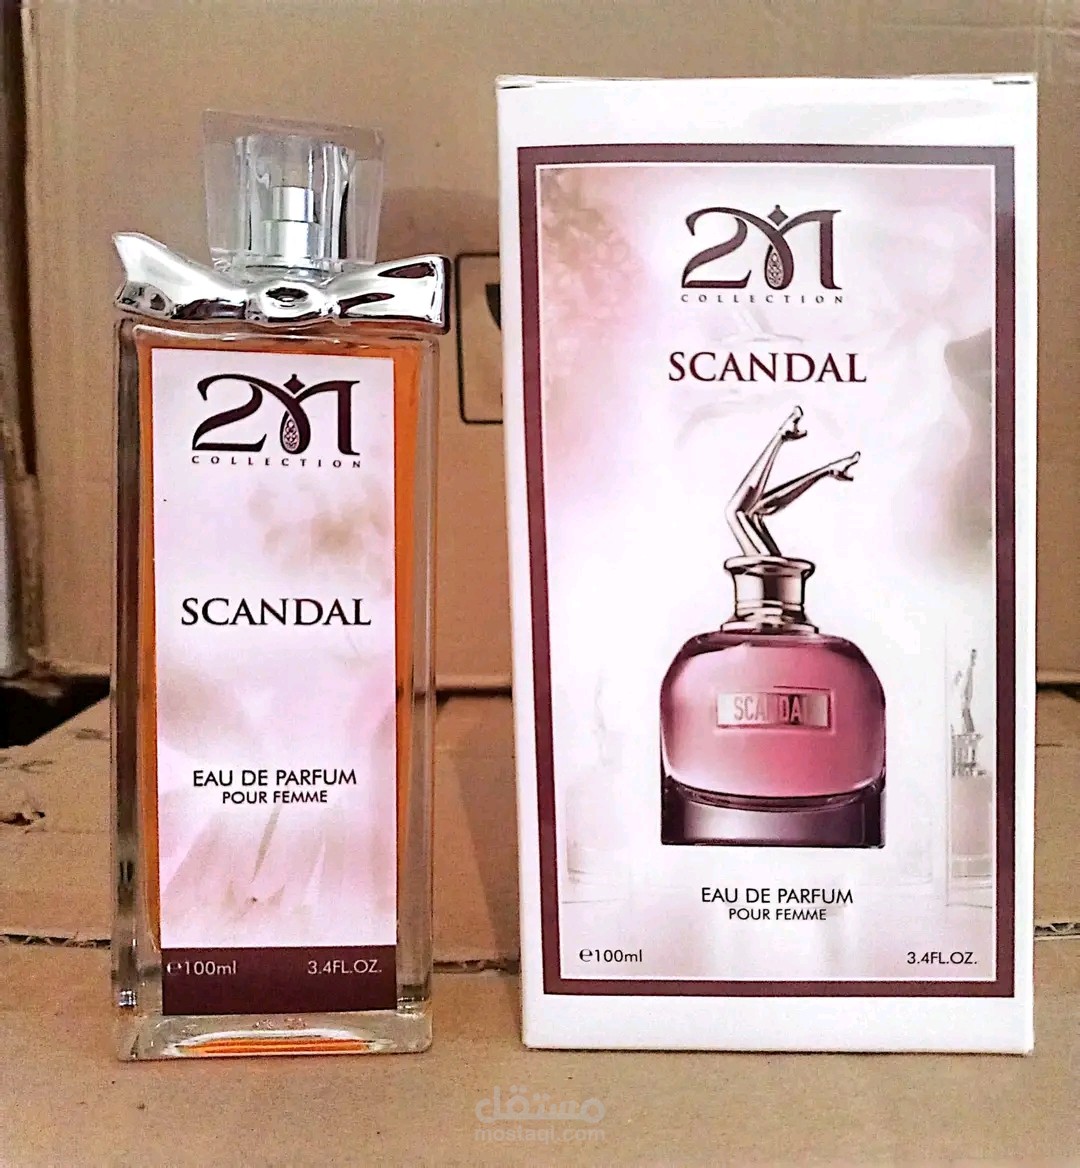 2M
COLLECTION
SCANDAL
EAU DE PARFUM
POUR FEMME
℮100ml 3.4FL.OZ.
2M
COLLECTION
SCANDAL
SCANDAL
EAU DE PARFUM
POUR FEMME
℮100ml 3.4FL.OZ.
مستقل
mostaql.com